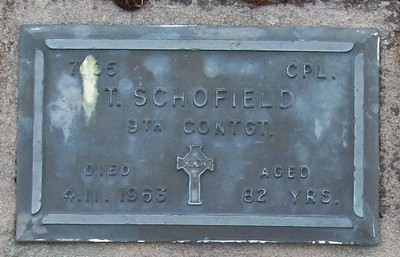 CPL.
T. SCHOFIELD
9TH CONTGT.
DIED S.A.W. AGED
4.11.1963 82 YRS.